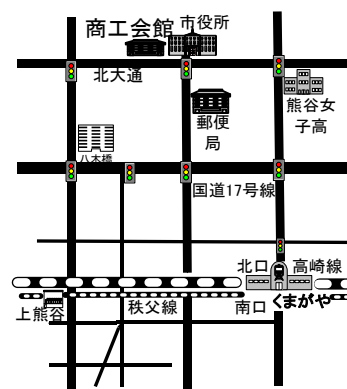 商工会館
市役所
北大通
熊谷女
子高
郵便
局
八木橋
国道17号線
北口
高崎線
くまがや
上熊谷
秩父線
南口